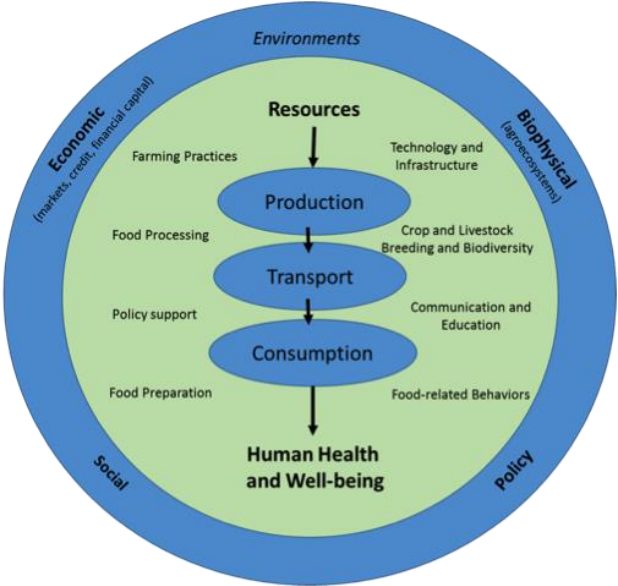 Environments
Economic
(markets, credit, financial capital)
Biophysical
(agroecosystems)
Resources
Farming Practices
Technology and
Infrastructure
Production
Food Processing
Crop and Livestock
Breeding and Biodiversity
Transport
Policy support
Communication and
Education
Consumption
Food Preparation
Food-related Behaviors
Human Health
and Well-being
Social
Policy